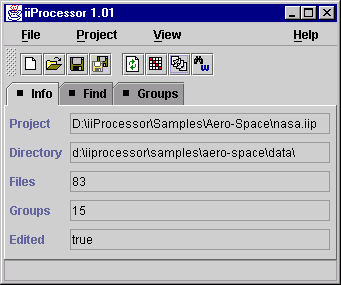 iiProcessor 1.01
File Project View Help
Info Find Groups
Project D:\iiProcessor\Samples\Aero-Space\nasa.iip
Directory d:\iiprocessor\samples\aero-space\data\
Files 83
Groups 15
Edited true